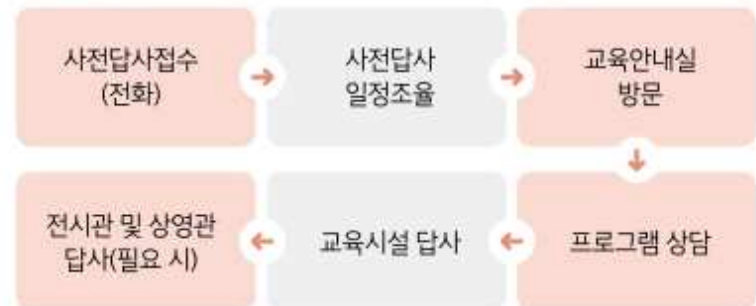 사전답사접수
(전화)
사전답사
일정조율
교육안내실
방문
프로그램 상담
교육시설 답사
전시관 및 상영관
답사(필요 시)